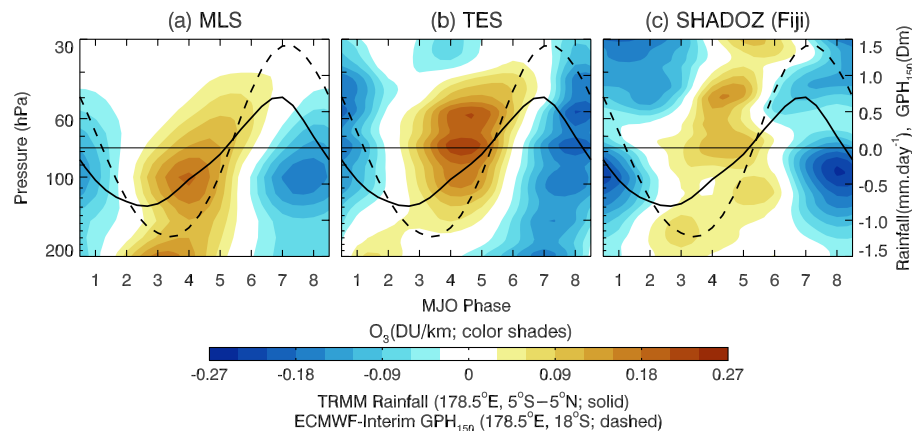 (a) MLS (b) TES (c) SHADOZ (Fiji)
Pressure (hPa)
30
60
100
200
1 2 3 4 5 6 7 8
1 2 3 4 5 6 7 8
1 2 3 4 5 6 7 8
1.5
1.0
0.5
0.0
-0.5
-1.0
-1.5
Rainfall(mm.day⁻¹), GPH₁₅₀(Dm)
MJO Phase
O₃(DU/km; color shades)
-0.27 -0.18 -0.09 0 0.09 0.18 0.27
TRMM Rainfall (178.5°E, 5°S−5°N; solid)
ECMWF-Interim GPH₁₅₀ (178.5°E, 18°S; dashed)